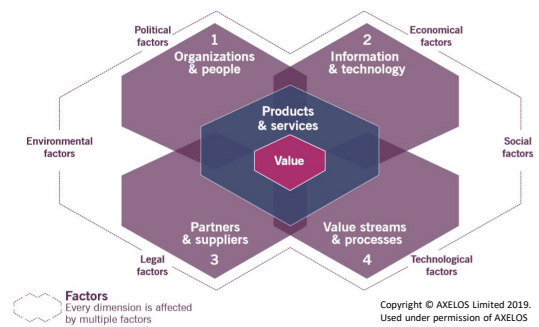 Political
factors
Economical
factors
1
Organizations
& people
2
Information
& technology
Products
& services
Environmental
factors
Value
Social
factors
Partners
& suppliers
3
Value streams
& processes
4
Legal
factors
Technological
factors
Factors
Every dimension is affected
by multiple factors
Copyright © AXELOS Limited 2019.
Used under permission of AXELOS